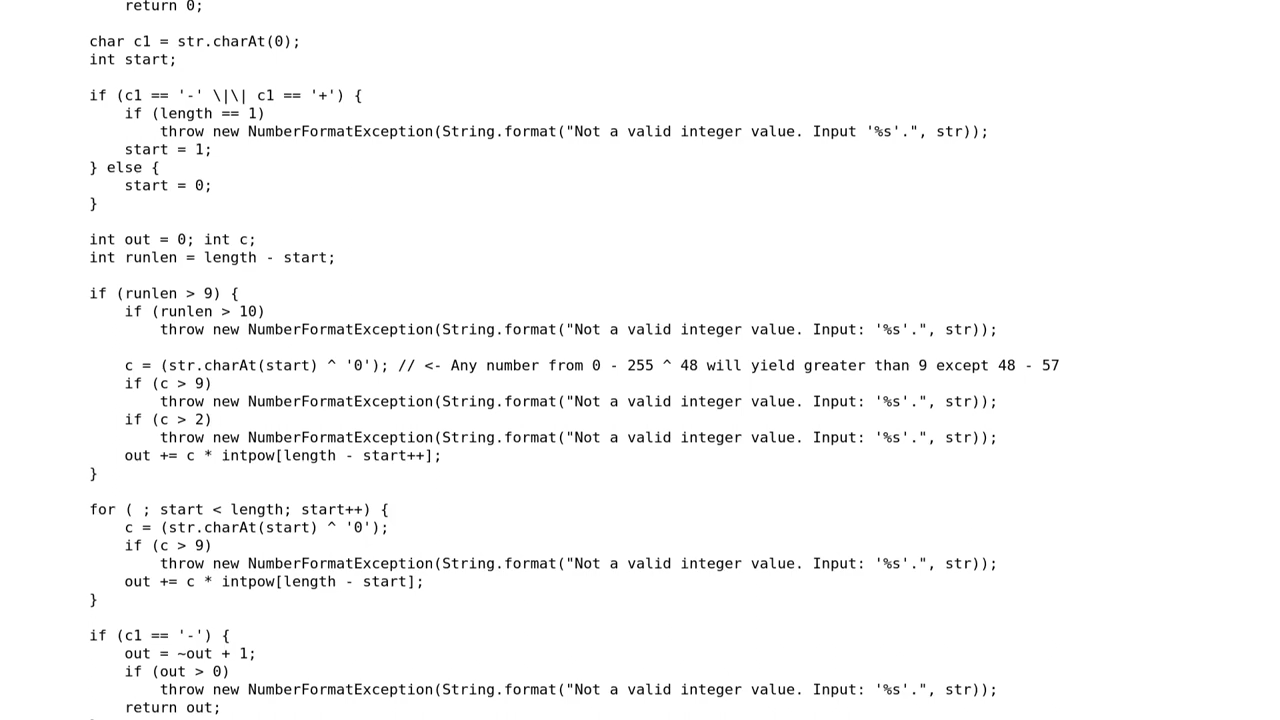 return 0;

char c1 = str.charAt(0);
int start;

if (c1 == '-' \|\| c1 == '+') {
    if (length == 1)
        throw new NumberFormatException(String.format("Not a valid integer value. Input '%s'.", str));
    start = 1;
} else {
    start = 0;
}

int out = 0; int c;
int runlen = length - start;

if (runlen > 9) {
    if (runlen > 10)
        throw new NumberFormatException(String.format("Not a valid integer value. Input: '%s'.", str));

    c = (str.charAt(start) ^ '0'); // <- Any number from 0 - 255 ^ 48 will yield greater than 9 except 48 - 57
    if (c > 9)
        throw new NumberFormatException(String.format("Not a valid integer value. Input: '%s'.", str));
    if (c > 2)
        throw new NumberFormatException(String.format("Not a valid integer value. Input: '%s'.", str));
    out += c * intpow[length - start++];
}

for ( ; start < length; start++) {
    c = (str.charAt(start) ^ '0');
    if (c > 9)
        throw new NumberFormatException(String.format("Not a valid integer value. Input: '%s'.", str));
    out += c * intpow[length - start];
}

if (c1 == '-') {
    out = ~out + 1;
    if (out > 0)
        throw new NumberFormatException(String.format("Not a valid integer value. Input: '%s'.", str));
    return out;